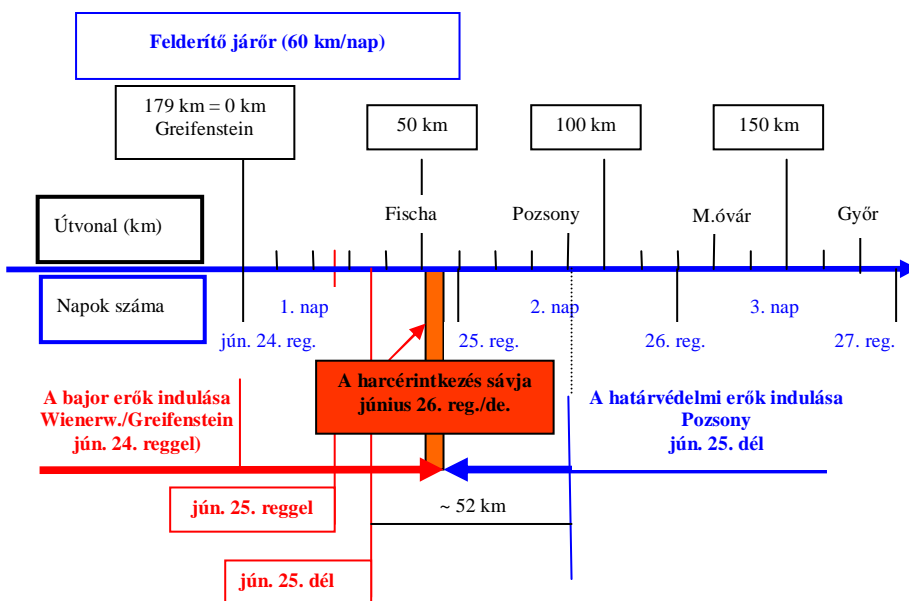 Felderítő járőr (60 km/nap)
179 km = 0 km
Greifenstein
50 km
100 km
150 km
Útvonal (km)
Fischa
Pozsony
M.óvár
Győr
Napok száma
1. nap
2. nap
3. nap
jún. 24. reg.
25. reg.
26. reg.
27. reg.
A bajor erők indulása
Wienerw./Greifenstein
jún. 24. reggel)
A harcérintkezés sávja
június 26. reg./de.
A határvédelmi erők indulása
Pozsony
jún. 25. dél
jún. 25. reggel
~ 52 km
jún. 25. dél